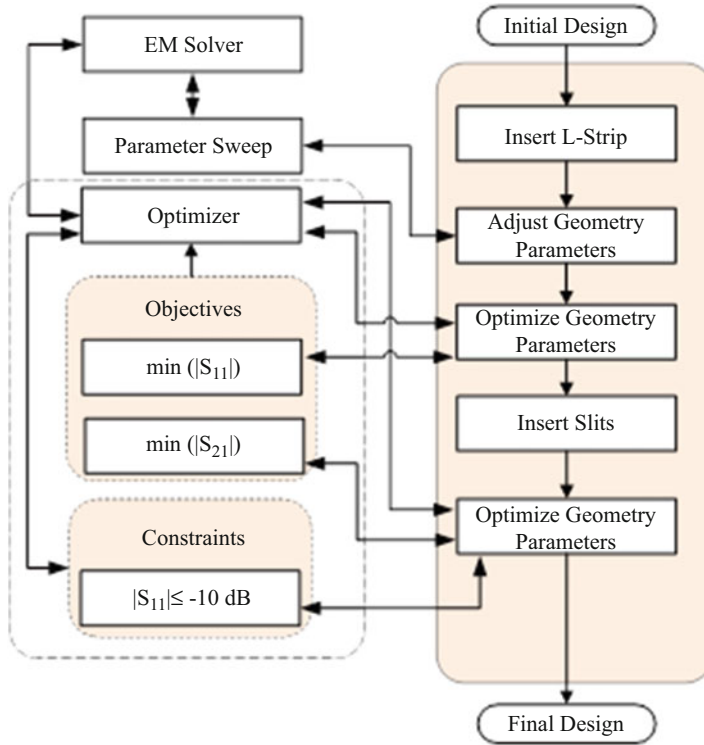 EM Solver
Parameter Sweep
Optimizer
Objectives
min (|S11|)
min (|S21|)
Constraints
|S11|≤ -10 dB
Initial Design
Insert L-Strip
Adjust Geometry
Parameters
Optimize Geometry
Parameters
Insert Slits
Optimize Geometry
Parameters
Final Design